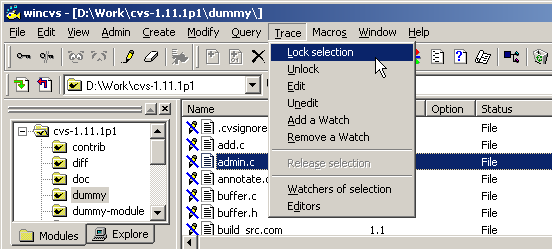 wincvs - [D:\Work\cvs-1.11.1p1\dummy\]
File Edit View Admin Create Modify Query Trace Macros Window Help
D:\Work\cvs-1.11.1p1
Lock selection
Unlock
Edit
Unedit
Add a Watch
Remove a Watch
Release selection
Watchers of selection
Editors
cvs-1.11.1p1
contrib
diff
doc
dummy
dummy-module
Modules Explore
Name Option Status
.cvsignore File
add.c File
admin.c File
annotate. File
buffer.c File
buffer.h File
build_src.com 1.1 File